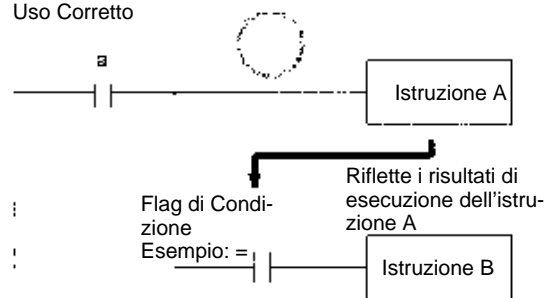 Uso Corretto
a
Istruzione A
Riflette i risultati di
esecuzione dell'istru-
zione A
Flag di Condi-
zione
Esempio: =
Istruzione B